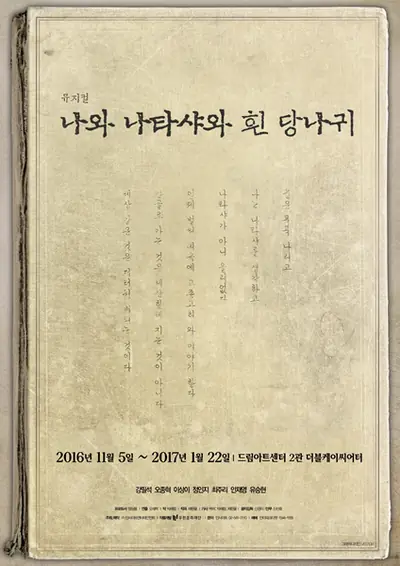 뮤지컬
나와 나타샤와 흰 당나귀
눈은 푹푹 나리고
나는 나타샤를 생각하고
나타샤가 아니 올 리 없다
언제 벌써 내 속에 고조곤히 와 이야기한다
산골로 가는 것은 세상한테 지는 것이 아니다
세상 같은 건 더러워 버리는 것이다
2016년 11월 5일 ~ 2017년 1월 22일 | 드림아트센터 2관 더블케이씨어터
강필석 오종혁 이상이 정인지 최주리 안재영 유승현